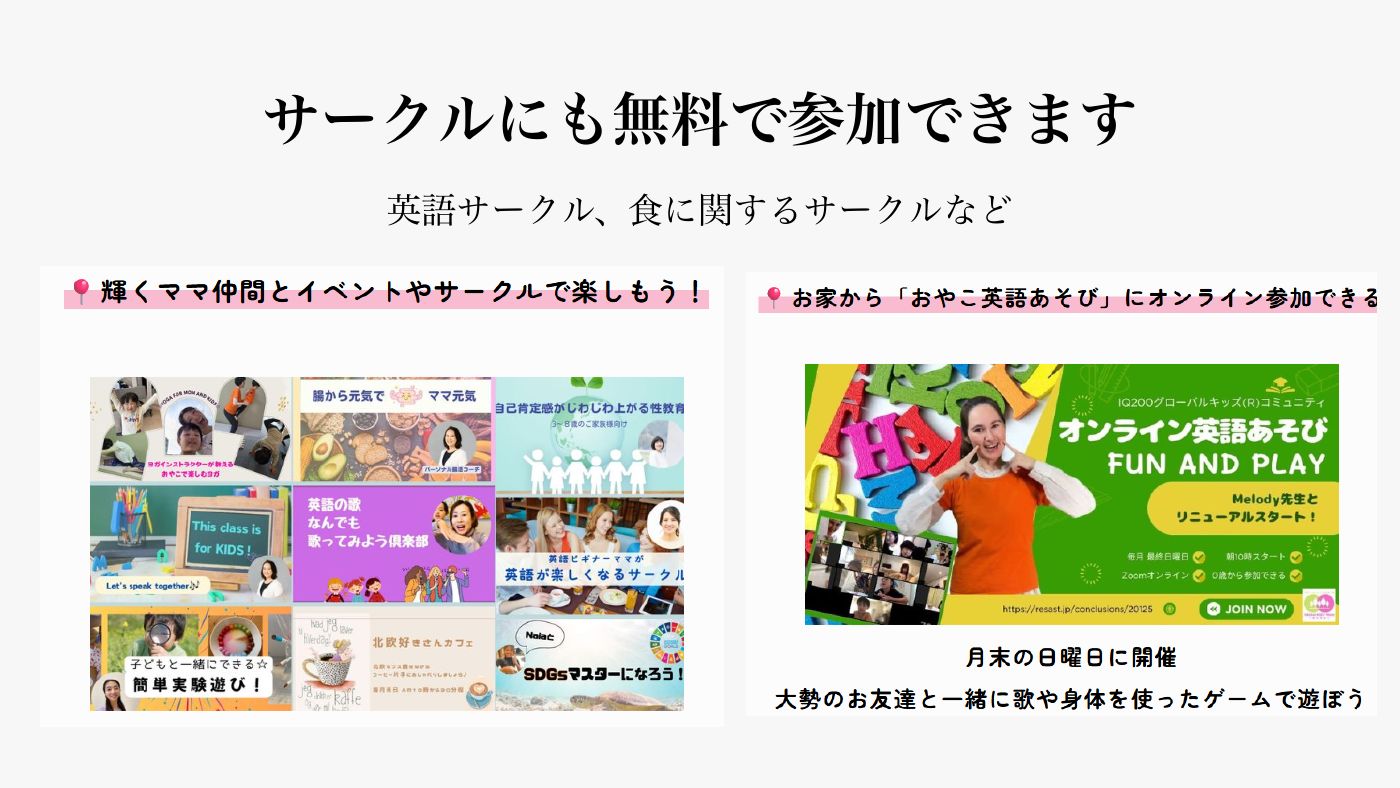 サークルにも無料で参加できます
英語サークル、食に関するサークルなど
輝くママ仲間とイベントやサークルで楽しもう！
YOGA FOR MOM AND KIDS
ヨガインストラクターが教える
おやこで楽しむヨガ
腸から元気で ママ元気
パーソナル腸活コーチ
自己肯定感がじわじわ上がる性教育
3~8歳のご家族様向け
This class is
for KIDS !
Let's speak together♪
英語の歌
なんでも
歌ってみよう倶楽部
英語ビギナーママが
英語が楽しくなるサークル
子どもと一緒にできる☆
簡単実験遊び！
北欧好きさんカフェ
Naiaと
SDGsマスターになろう！
お家から「おやこ英語あそび」にオンライン参加できる
IQ200グローバルキッズ(R)コミュニティ
オンライン英語あそび
FUN AND PLAY
Melody先生と
リニューアルスタート！
毎月 最終日曜日
朝10時スタート
Zoomオンライン
0歳から参加できる
https://resast.jp/conclusions/20125
JOIN NOW
月末の日曜日に開催
大勢のお友達と一緒に歌や身体を使ったゲームで遊ぼう